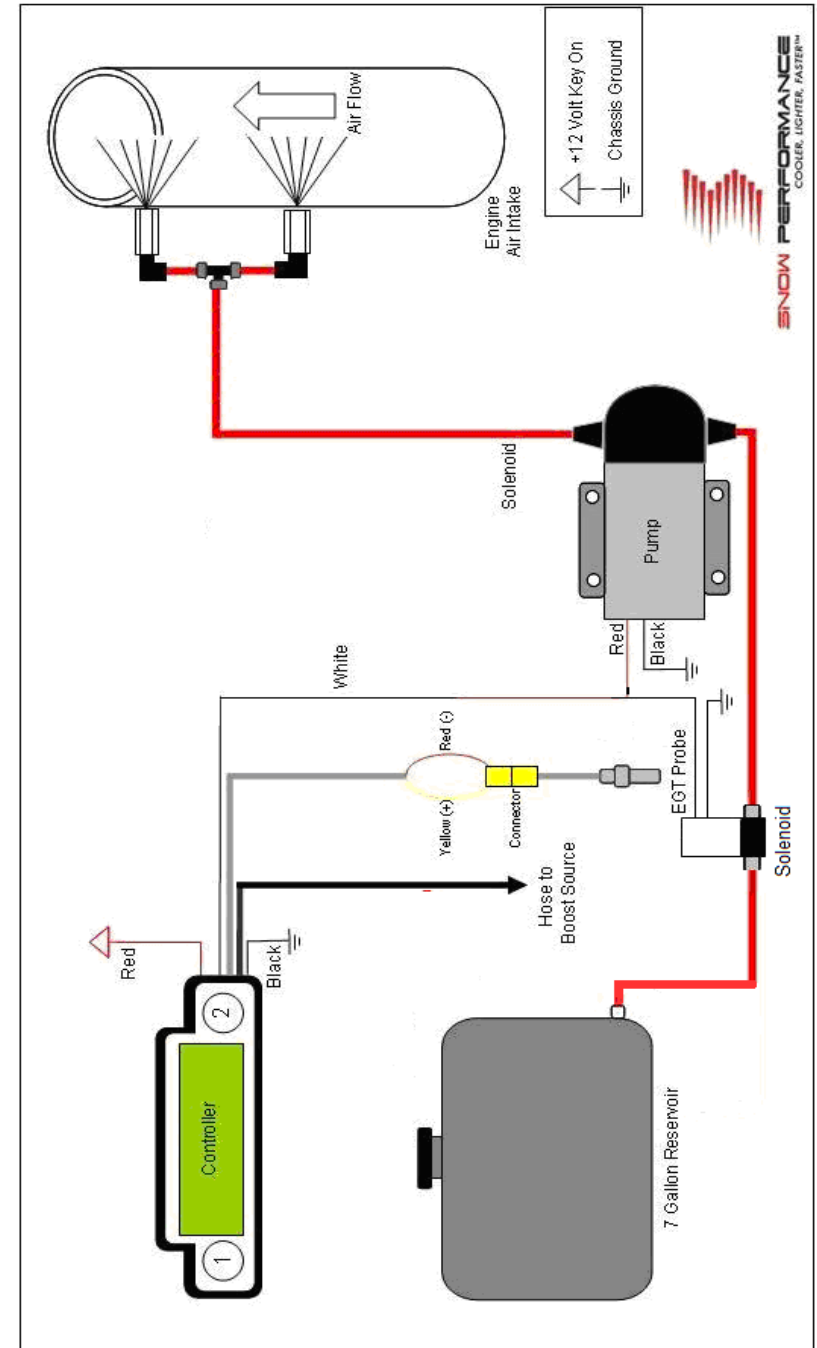 Air Flow
+12 Volt Key On
Chassis Ground
SNOW PERFORMANCE
COOLER, LIGHTER, FASTER™
Engine
Air Intake
Solenoid
Pump
Red
Black
White
Yellow (+)
Red (-)
Connector
EGT Probe
Solenoid
Hose to
Boost Source
Red
Black
2
Controller
1
7 Gallon Reservoir